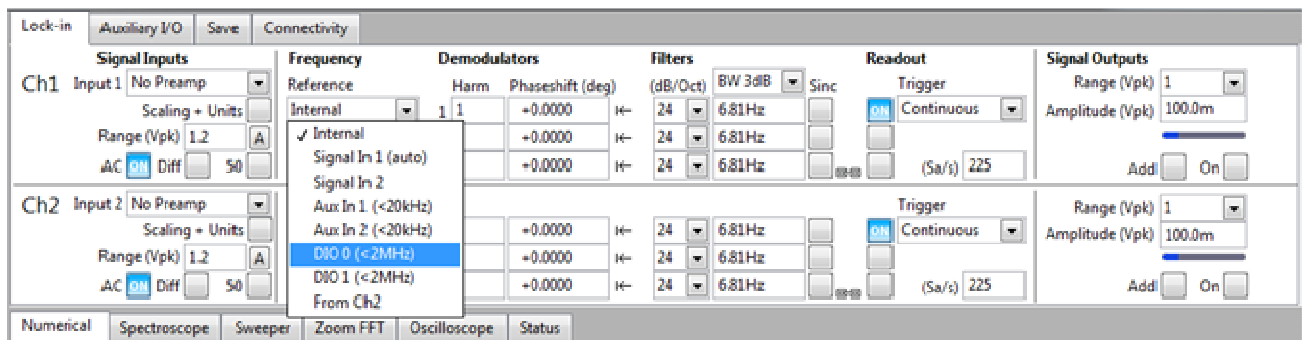 Lock-in Auxiliary I/O Save Connectivity
Signal Inputs Frequency Demodulators Filters Readout Signal Outputs
Ch1 Input 1 No Preamp Reference Harm Phaseshift (deg) (dB/Oct) BW 3dB Sinc Trigger Range (Vpk) 1
Scaling + Units Internal 1 1 +0.0000 24 6.81Hz ON Continuous Amplitude (Vpk) 100.0m
Range (Vpk) 1.2 A ✓ Internal +0.0000 24 6.81Hz
AC ON Diff 50 Signal In 1 (auto) +0.0000 24 6.81Hz (Sa/s) 225 Add On
Signal In 2
Ch2 Input 2 No Preamp Aux In 1 (<20kHz) Trigger Range (Vpk) 1
Scaling + Units Aux In 2 (<20kHz) +0.0000 24 6.81Hz ON Continuous Amplitude (Vpk) 100.0m
Range (Vpk) 1.2 A DIO 0 (<2MHz) +0.0000 24 6.81Hz
AC ON Diff 50 DIO 1 (<2MHz) +0.0000 24 6.81Hz (Sa/s) 225 Add On
From Ch2
Numerical Spectroscope Sweeper Zoom FFT Oscilloscope Status